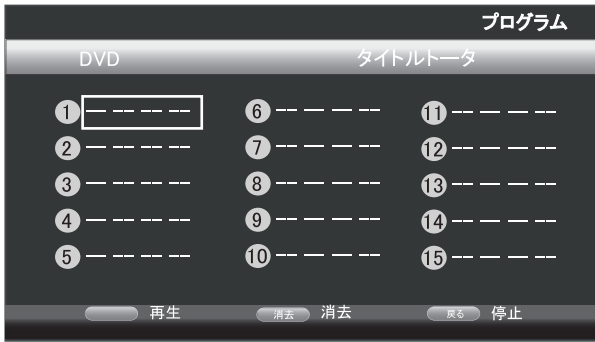 プログラム
DVD タイトルトータ
① — -- -- -- ⑥ -- — — -- ⑪ -- — — --
② — -- -- -- ⑦ -- — — -- ⑫ -- — — --
③ — -- -- -- ⑧ -- — — -- ⑬ -- — — --
④ — -- -- -- ⑨ -- — — -- ⑭ -- — — --
⑤ — -- -- -- ⑩ -- — — -- ⑮ -- — — --
再生 消去 消去 戻る 停止